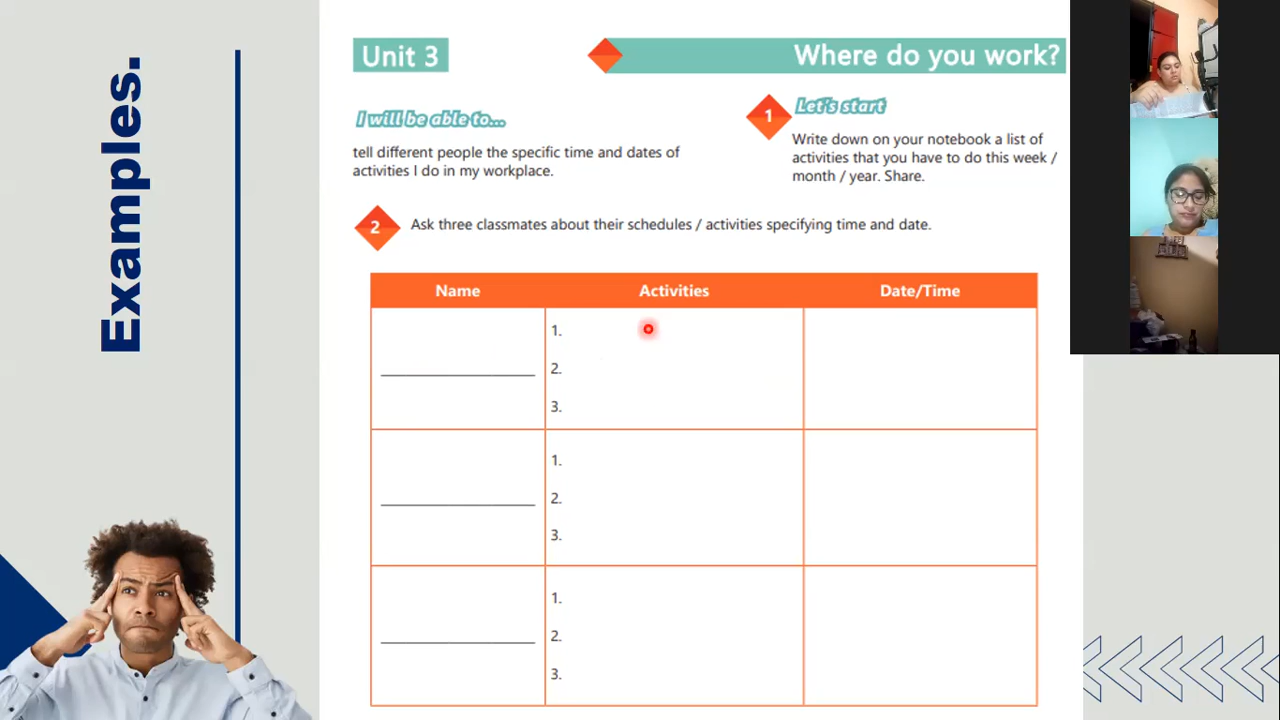 Examples.
Unit 3
Where do you work?
I will be able to...
tell different people the specific time and dates of
activities I do in my workplace.
1
Let's start
Write down on your notebook a list of
activities that you have to do this week /
month / year. Share.
2
Ask three classmates about their schedules / activities specifying time and date.
Name Activities Date/Time
1.
2.
3.
1.
2.
3.
1.
2.
3.